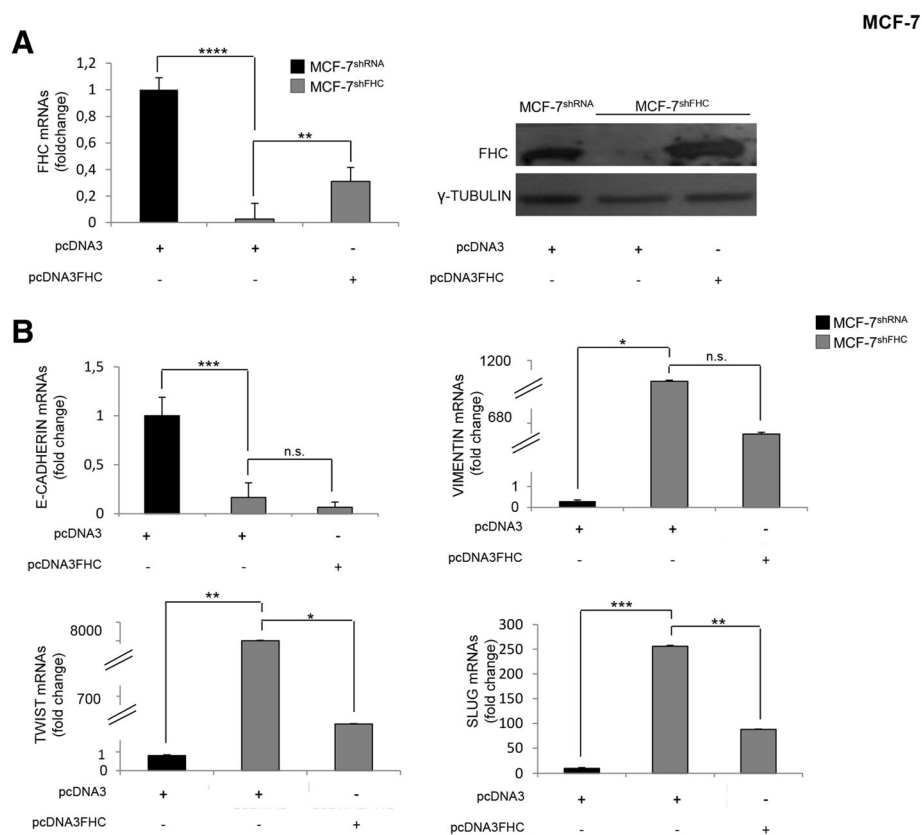 MCF-7
A
FHC mRNAs
(foldchange)
1,2
1
0,8
0,6
0,4
0,2
0
****
**
MCF-7shRNA
MCF-7shFHC
pcDNA3 + + -
pcDNA3FHC - - +
MCF-7shRNA MCF-7shFHC
FHC
γ-TUBULIN
pcDNA3 + + -
pcDNA3FHC - - +
B
MCF-7shRNA
MCF-7shFHC
E-CADHERIN mRNAs
(fold change)
1,5
1
0,5
0
***
n.s.
pcDNA3 + + -
pcDNA3FHC - - +
VIMENTIN mRNAs
(fold change)
1200
680
1
0
*
n.s.
pcDNA3 + + -
pcDNA3FHC - - +
TWIST mRNAs
(fold change)
8000
700
1
0
**
*
pcDNA3 + + -
pcDNA3FHC - - +
SLUG mRNAs
(fold change)
300
250
200
150
100
50
0
***
**
pcDNA3 + + -
pcDNA3FHC - - +